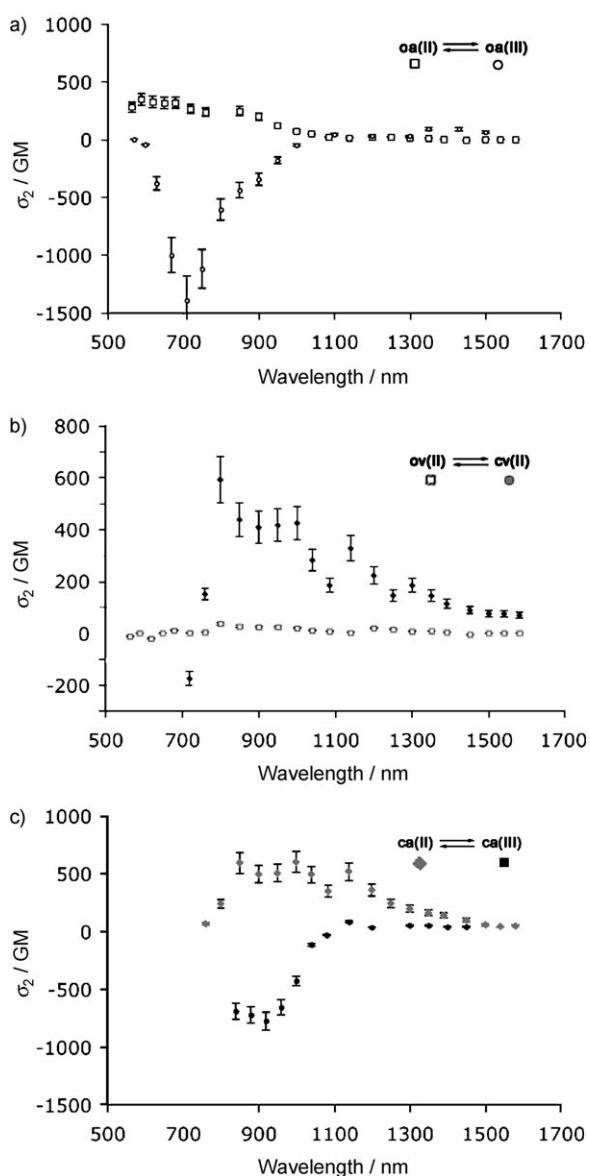 a)
1000
500
0
-500
-1000
-1500
σ2 / GM
oa(II) ⇌ oa(III)
500 700 900 1100 1300 1500 1700
Wavelength / nm
b)
800
600
400
200
0
-200
σ2 / GM
ov(II) ⇌ cv(II)
500 700 900 1100 1300 1500 1700
Wavelength / nm
c)
1000
500
0
-500
-1000
-1500
σ2 / GM
ca(II) ⇌ ca(III)
500 700 900 1100 1300 1500 1700
Wavelength / nm